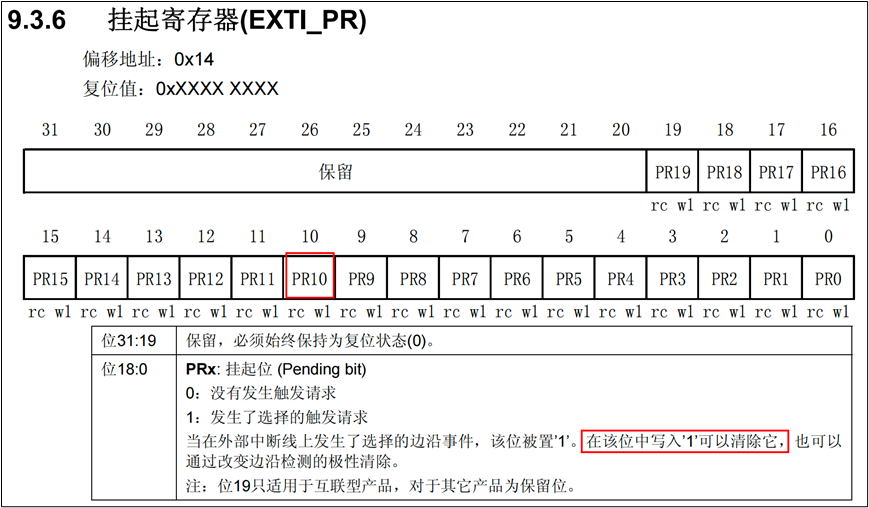 9.3.6 挂起寄存器(EXTI_PR)
偏移地址：0x14
复位值：0xXXXX XXXX
31 30 29 28 27 26 25 24 23 22 21 20 19 18 17 16
保留 PR19 PR18 PR17 PR16
rc w1 rc w1 rc w1 rc w1
15 14 13 12 11 10 9 8 7 6 5 4 3 2 1 0
PR15 PR14 PR13 PR12 PR11 PR10 PR9 PR8 PR7 PR6 PR5 PR4 PR3 PR2 PR1 PR0
rc w1 rc w1 rc w1 rc w1 rc w1 rc w1 rc w1 rc w1 rc w1 rc w1 rc w1 rc w1 rc w1 rc w1 rc w1 rc w1
位31:19 保留，必须始终保持为复位状态(0)。
位18:0 PRx: 挂起位 (Pending bit)
0：没有发生触发请求
1：发生了选择的触发请求
当在外部中断线上发生了选择的边沿事件，该位被置'1'。在该位中写入'1'可以清除它，也可以
通过改变边沿检测的极性清除。
注：位19只适用于互联型产品，对于其它产品为保留位。